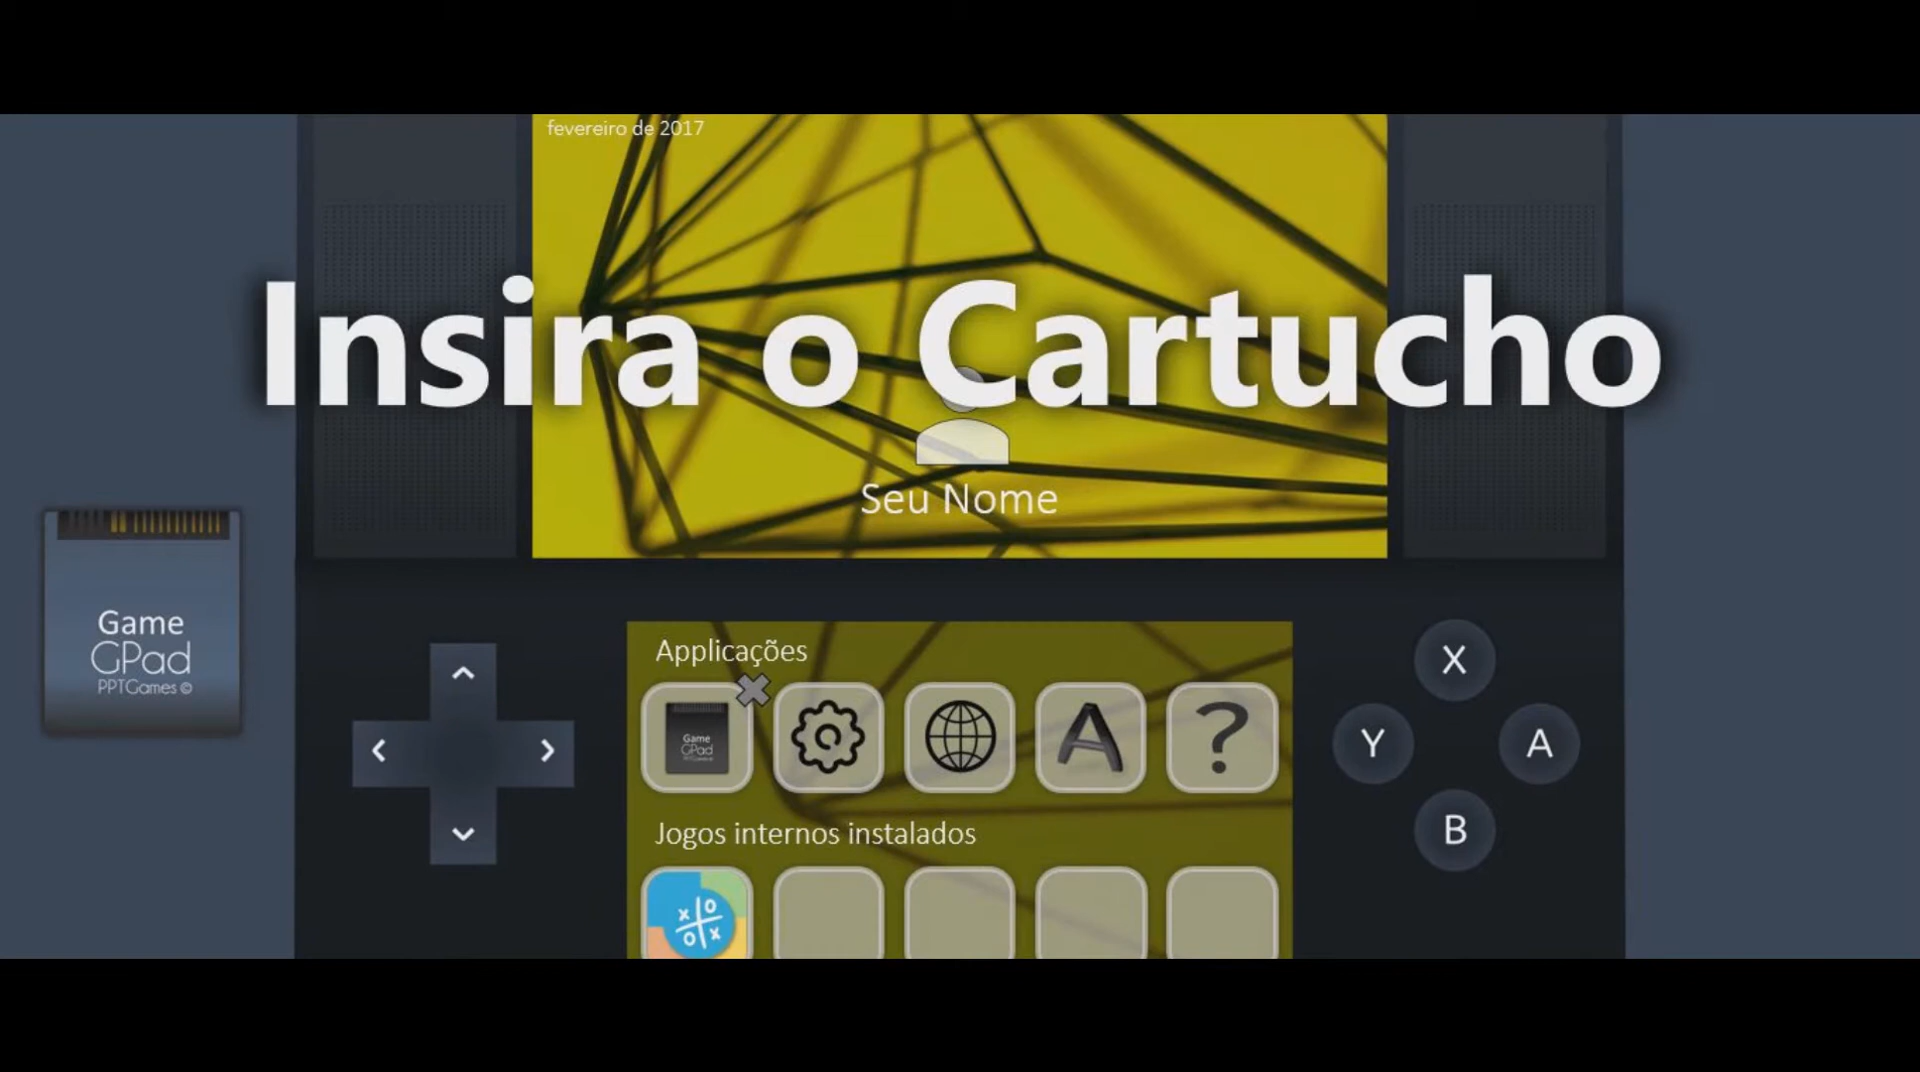 fevereiro de 2017
Insira o Cartucho
Seu Nome
Game
GPad
PPTGames ©
Applicações
Game
GPad
Jogos internos instalados
X
Y
A
B